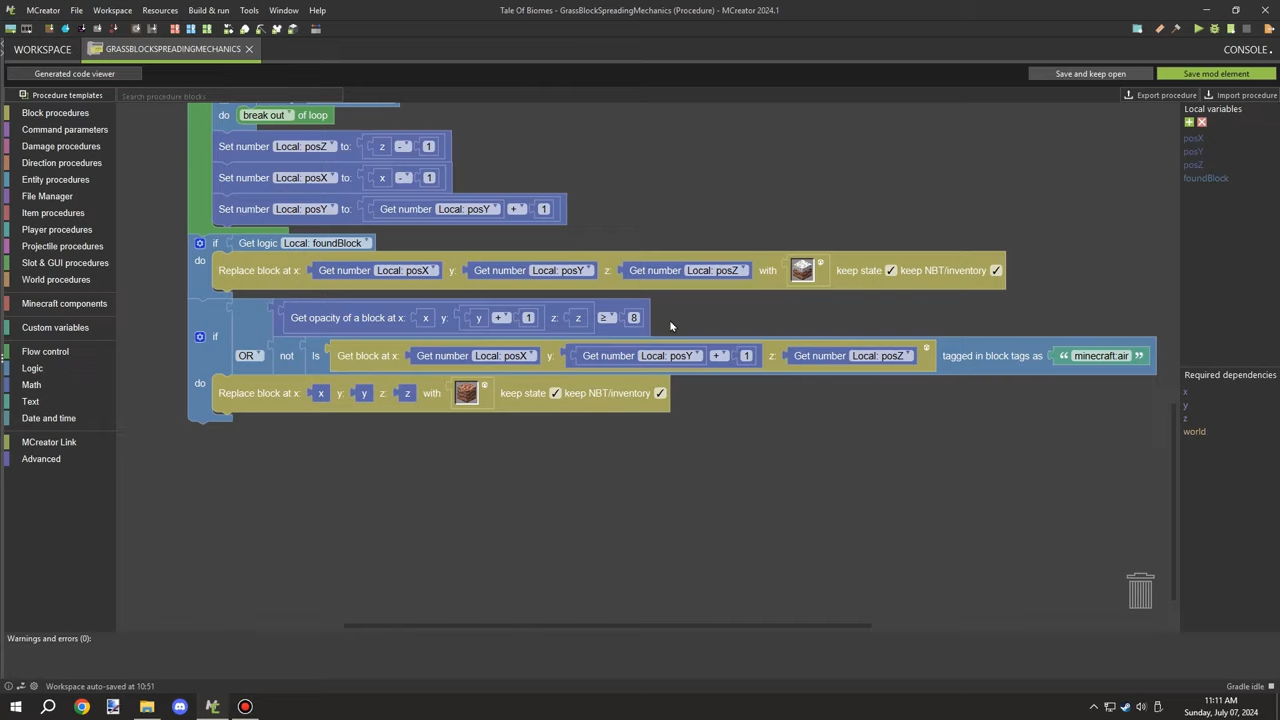 MCreator File Workspace Resources Build & run Tools Window Help Tale Of Biomes - GrassBlockSpreadingMechanics (Procedure) - MCreator 2024.1
WORKSPACE GRASSBLOCKSPREADINGMECHANICS CONSOLE
Generated code viewer Save and keep open Save mod element
Procedure templates Search procedure blocks Export procedure Import procedure
Block procedures
Command parameters
Damage procedures
Direction procedures
Entity procedures
File Manager
Item procedures
Player procedures
Projectile procedures
Slot & GUI procedures
World procedures
Minecraft components
Custom variables
Flow control
Logic
Math
Text
Date and time
MCreator Link
Advanced
do break out of loop
Set number Local: posZ to: z - 1
Set number Local: posX to: x - 1
Set number Local: posY to: Get number Local: posY + 1
if Get logic Local: foundBlock
do Replace block at x: Get number Local: posX y: Get number Local: posY z: Get number Local: posZ with keep state keep NBT/inventory
if Get opacity of a block at x: x y: y + 1 z: z ≥ 8
OR not Is Get block at x: Get number Local: posX y: Get number Local: posY + 1 z: Get number Local: posZ tagged in block tags as “ minecraft:air ”
do Replace block at x: x y: y z: z with keep state keep NBT/inventory
Local variables
posX
posY
posZ
foundBlock
Required dependencies
x
y
z
world
Warnings and errors (0):
Workspace auto-saved at 10:51 Gradle idle
11:11 AM
Sunday, July 07, 2024